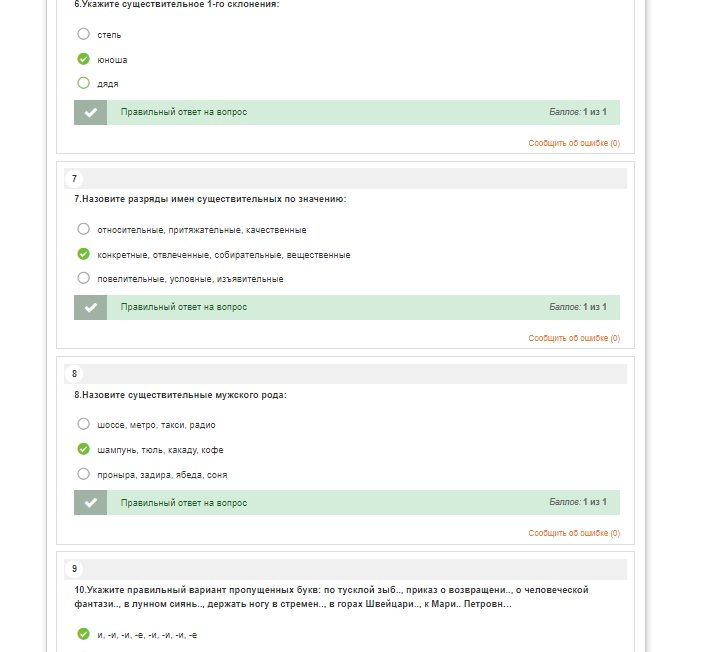 6.Укажите существительное 1-го склонения:
степь
юноша
дядя
Правильный ответ на вопрос Баллов: 1 из 1
Сообщить об ошибке (0)
7
7.Назовите разряды имен существительных по значению:
относительные, притяжательные, качественные
конкретные, отвлеченные, собирательные, вещественные
повелительные, условные, изъявительные
Правильный ответ на вопрос Баллов: 1 из 1
Сообщить об ошибке (0)
8
8.Назовите существительные мужского рода:
шоссе, метро, такси, радио
шампунь, тюль, какаду, кофе
проныра, задира, ябеда, соня
Правильный ответ на вопрос Баллов: 1 из 1
Сообщить об ошибке (0)
9
10.Укажите правильный вариант пропущенных букв: по тусклой зыб.., приказ о возвращени.., о человеческой
фантази.., в лунном сиянь.., держать ногу в стремен.., в горах Швейцари.., к Мари.. Петровн...
и, -и, -и, -е, -и, -и, -и, -е